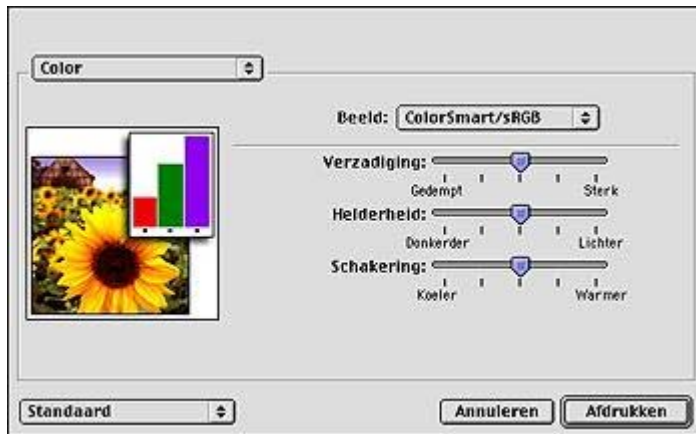 Color
Beeld: ColorSmart/sRGB
Verzadiging:
Gedempt Sterk
Helderheid:
Donkerder Lichter
Schakering:
Koeler Warmer
Standaard Annuleren Afdrukken